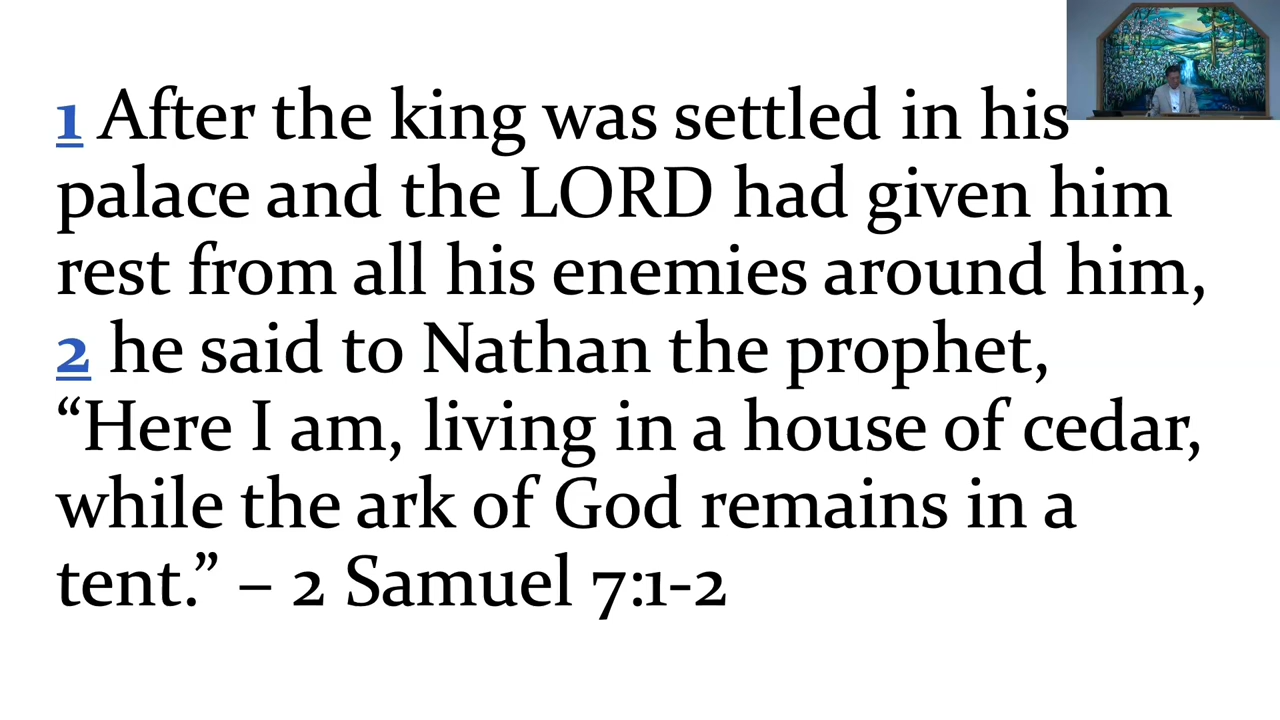 1 After the king was settled in his
palace and the LORD had given him
rest from all his enemies around him,
2 he said to Nathan the prophet,
“Here I am, living in a house of cedar,
while the ark of God remains in a
tent.” – 2 Samuel 7:1-2